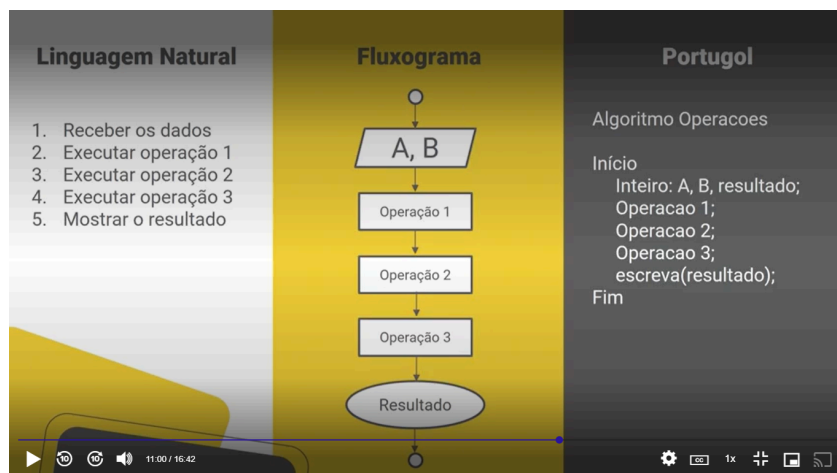 Linguagem Natural
1. Receber os dados
2. Executar operação 1
3. Executar operação 2
4. Executar operação 3
5. Mostrar o resultado
Fluxograma
A, B
Operação 1
Operação 2
Operação 3
Resultado
Portugol
Algoritmo Operacoes
Início
Inteiro: A, B, resultado;
Operacao 1;
Operacao 2;
Operacao 3;
escreva(resultado);
Fim
10 10 11:00 / 16:42 CC 1x